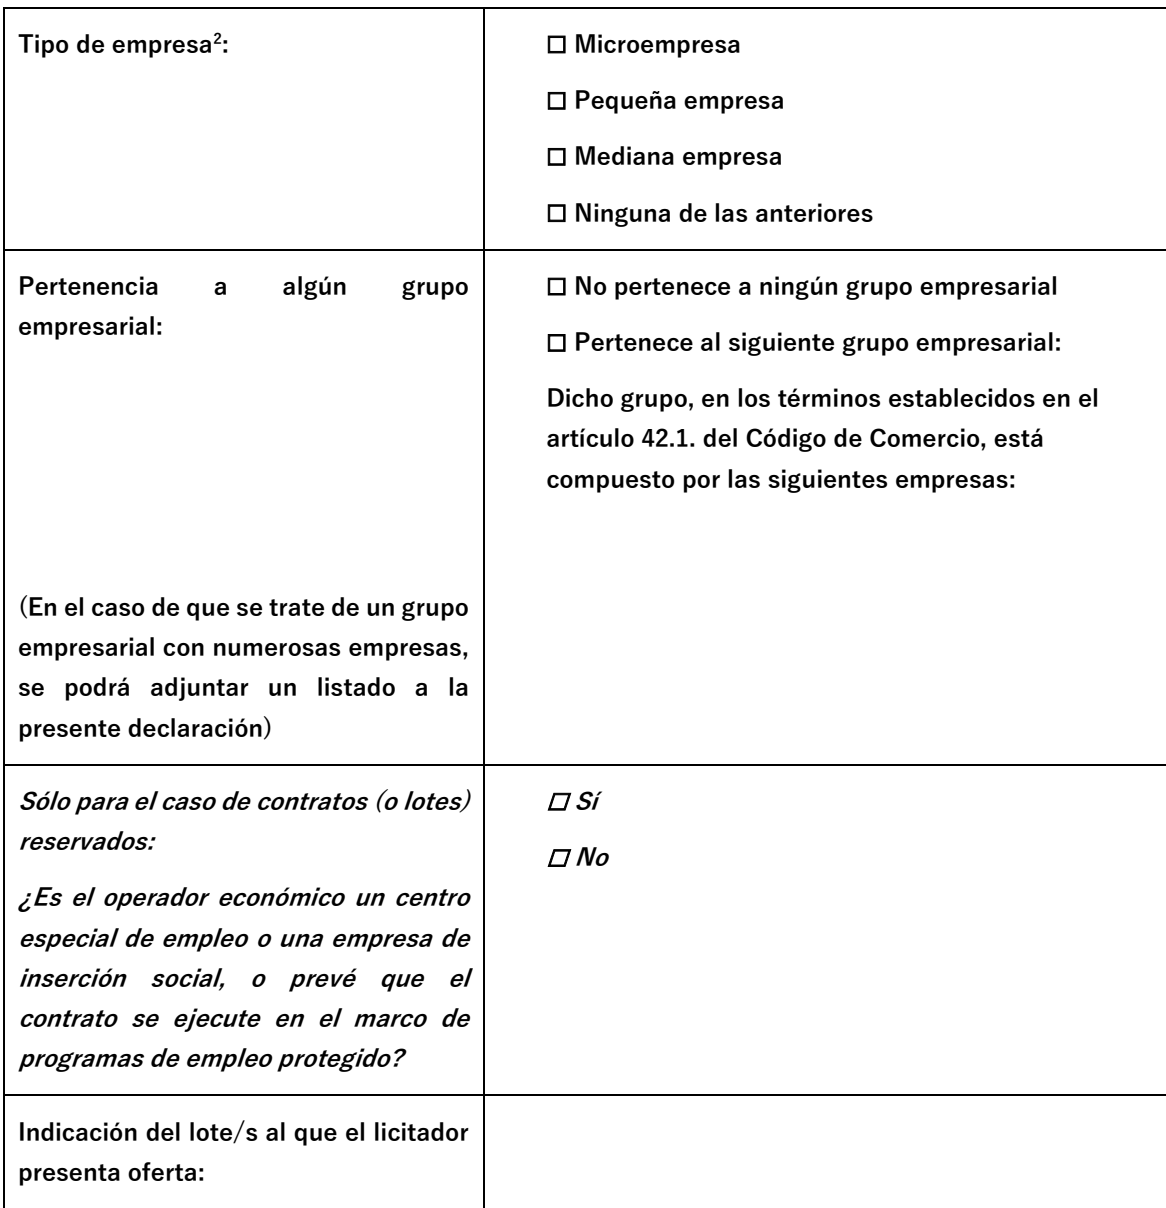 Tipo de empresa²:
☐ Microempresa
☐ Pequeña empresa
☐ Mediana empresa
☐ Ninguna de las anteriores
Pertenencia a algún grupo
empresarial:
(En el caso de que se trate de un grupo
empresarial con numerosas empresas,
se podrá adjuntar un listado a la
presente declaración)
☐ No pertenece a ningún grupo empresarial
☐ Pertenece al siguiente grupo empresarial:
Dicho grupo, en los términos establecidos en el
artículo 42.1. del Código de Comercio, está
compuesto por las siguientes empresas:
Sólo para el caso de contratos (o lotes)
reservados:
¿Es el operador económico un centro
especial de empleo o una empresa de
inserción social, o prevé que el
contrato se ejecute en el marco de
programas de empleo protegido?
☐ Sí
☐ No
Indicación del lote/s al que el licitador
presenta oferta: